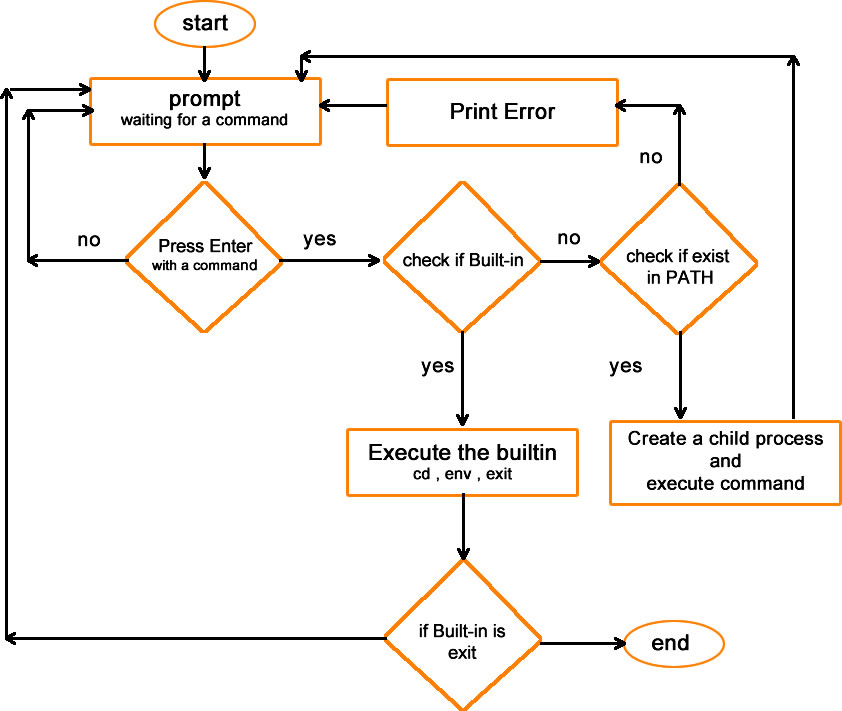 start
prompt
waiting for a command
Print Error
no
no
Press Enter
with a command
yes
check if Built-in
no
check if exist
in PATH
yes
yes
Execute the builtin
cd , env , exit
Create a child process
and
execute command
if Built-in is
exit
end